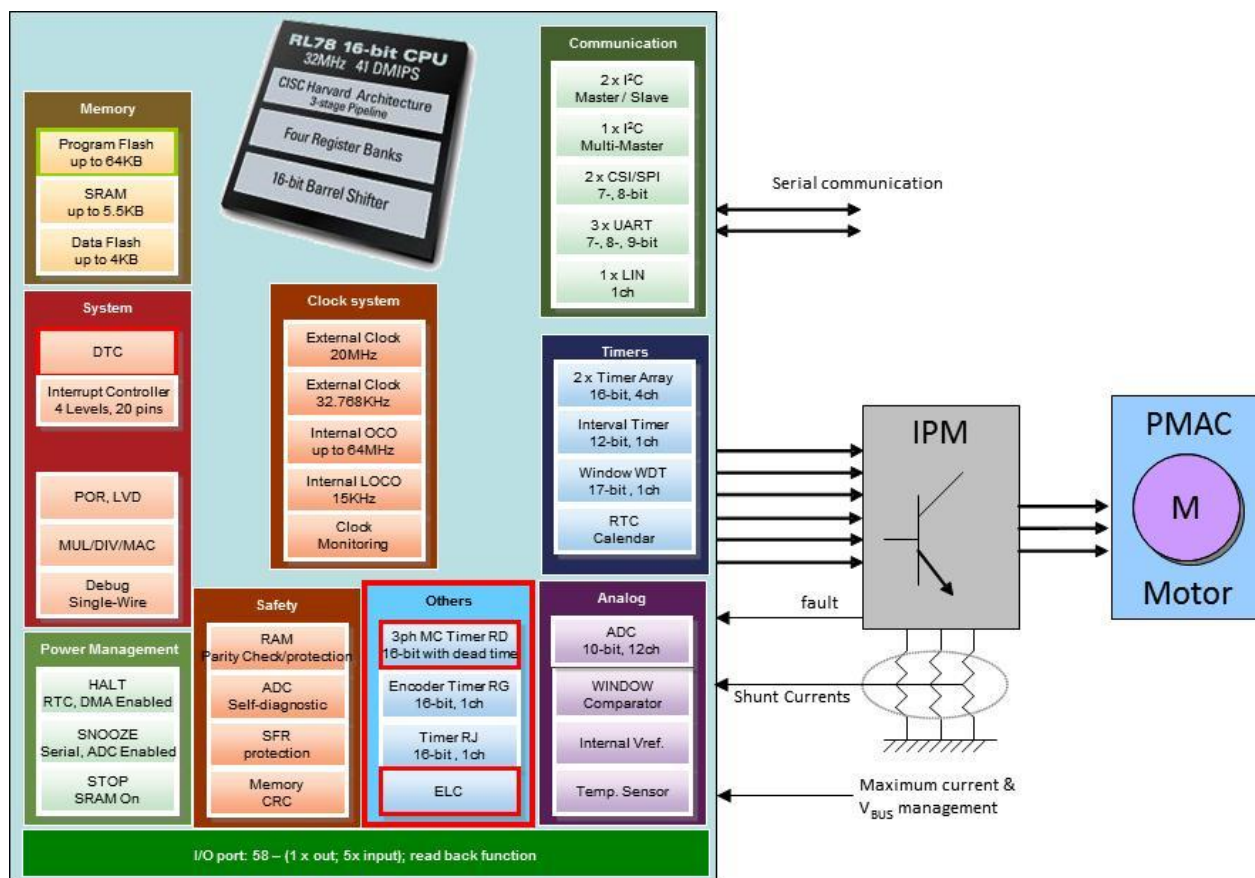 RL78 16-bit CPU
32MHz 41 DMIPS
CISC Harvard Architecture
3-stage Pipeline
Four Register Banks
16-bit Barrel Shifter
Memory
Program Flash
up to 64KB
SRAM
up to 5.5KB
Data Flash
up to 4KB
System
DTC
Interrupt Controller
4 Levels, 20 pins
POR, LVD
MUL/DIV/MAC
Debug
Single-Wire
Power Management
HALT
RTC, DMA Enabled
SNOOZE
Serial, ADC Enabled
STOP
SRAM On
Clock system
External Clock
20MHz
External Clock
32.768KHz
Internal OCO
up to 64MHz
Internal LOCO
15KHz
Clock
Monitoring
Safety
RAM
Parity Check/protection
ADC
Self-diagnostic
SFR
protection
Memory
CRC
Others
3ph MC Timer RD
16-bit with dead time
Encoder Timer RG
16-bit, 1ch
Timer RJ
16-bit, 1ch
ELC
Communication
2 x I²C
Master / Slave
1 x I²C
Multi-Master
2 x CSI/SPI
7-, 8-bit
3 x UART
7-, 8-, 9-bit
1 x LIN
1ch
Timers
2 x Timer Array
16-bit, 4ch
Interval Timer
12-bit, 1ch
Window WDT
17-bit , 1ch
RTC
Calendar
Analog
ADC
10-bit, 12ch
WINDOW
Comparator
Internal Vref.
Temp. Sensor
I/O port: 58 – (1 x out; 5x input); read back function
Serial communication
IPM
PMAC
M
Motor
fault
Shunt Currents
Maximum current &
V_BUS management